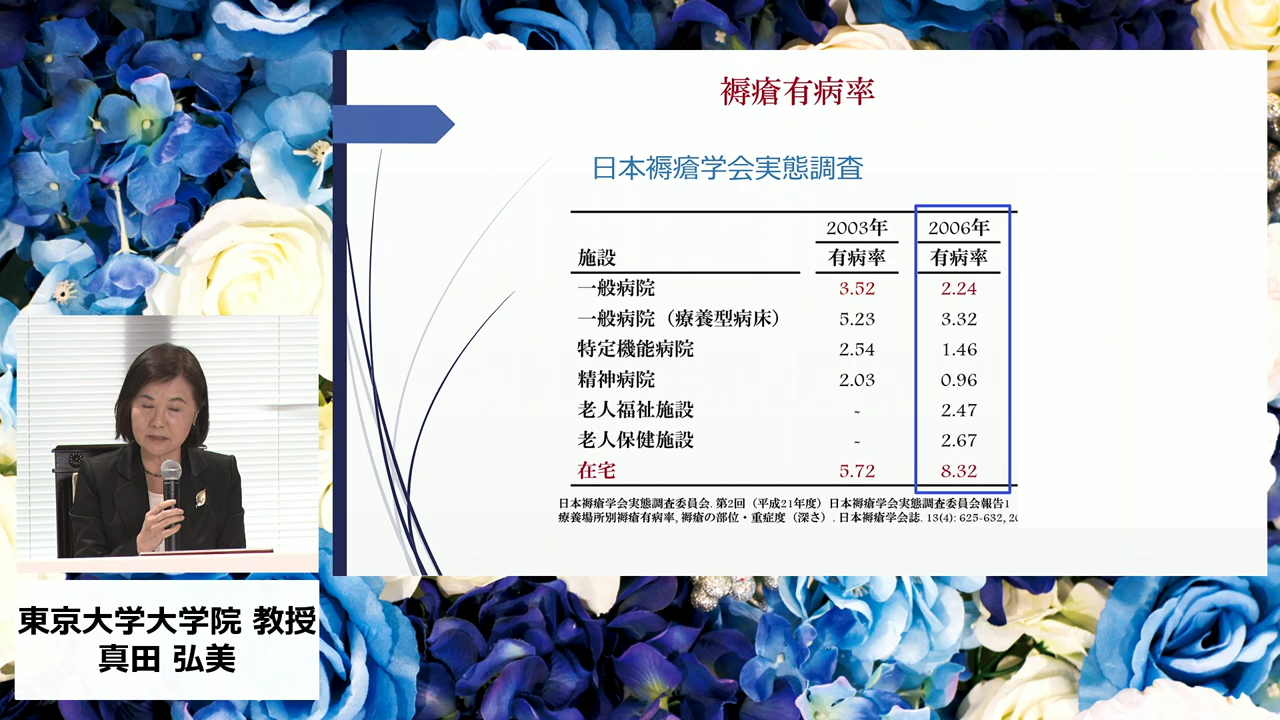 褥瘡有病率
日本褥瘡学会実態調査
2003年 2006年
施設 有病率 有病率
一般病院 3.52 2.24
一般病院（療養型病床） 5.23 3.32
特定機能病院 2.54 1.46
精神病院 2.03 0.96
老人福祉施設 - 2.47
老人保健施設 - 2.67
在宅 5.72 8.32
日本褥瘡学会実態調査委員会. 第2回（平成21年度）日本褥瘡学会実態調査委員会報告1
療養場所別褥瘡有病率, 褥瘡の部位・重症度（深さ）. 日本褥瘡学会誌. 13(4): 625-632, 20
東京大学大学院 教授
真田 弘美